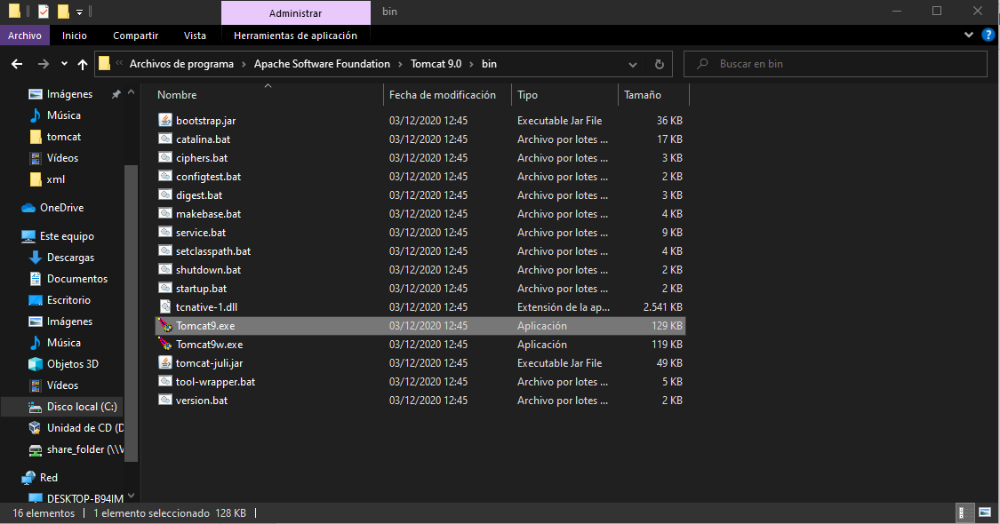 Administrar
bin
Archivo
Inicio
Compartir
Vista
Herramientas de aplicación
Archivos de programa
Apache Software Foundation
Tomcat 9.0
bin
Buscar en bin
Imágenes
Música
tomcat
Vídeos
xml
OneDrive
Este equipo
Descargas
Documentos
Escritorio
Imágenes
Música
Objetos 3D
Vídeos
Disco local (C:)
Unidad de CD (D
share_folder (\\V
Red
DESKTOP-B94IM
Nombre Fecha de modificación Tipo Tamaño
bootstrap.jar 03/12/2020 12:45 Executable Jar File 36 KB
catalina.bat 03/12/2020 12:45 Archivo por lotes ... 17 KB
ciphers.bat 03/12/2020 12:45 Archivo por lotes ... 3 KB
configtest.bat 03/12/2020 12:45 Archivo por lotes ... 2 KB
digest.bat 03/12/2020 12:45 Archivo por lotes ... 3 KB
makebase.bat 03/12/2020 12:45 Archivo por lotes ... 4 KB
service.bat 03/12/2020 12:45 Archivo por lotes ... 9 KB
setclasspath.bat 03/12/2020 12:45 Archivo por lotes ... 4 KB
shutdown.bat 03/12/2020 12:45 Archivo por lotes ... 2 KB
startup.bat 03/12/2020 12:45 Archivo por lotes ... 2 KB
tcnative-1.dll 03/12/2020 12:45 Extensión de la ap... 2.541 KB
Tomcat9.exe 03/12/2020 12:45 Aplicación 129 KB
Tomcat9w.exe 03/12/2020 12:45 Aplicación 119 KB
tomcat-juli.jar 03/12/2020 12:45 Executable Jar File 49 KB
tool-wrapper.bat 03/12/2020 12:45 Archivo por lotes ... 5 KB
version.bat 03/12/2020 12:45 Archivo por lotes ... 2 KB
16 elementos
1 elemento seleccionado 128 KB